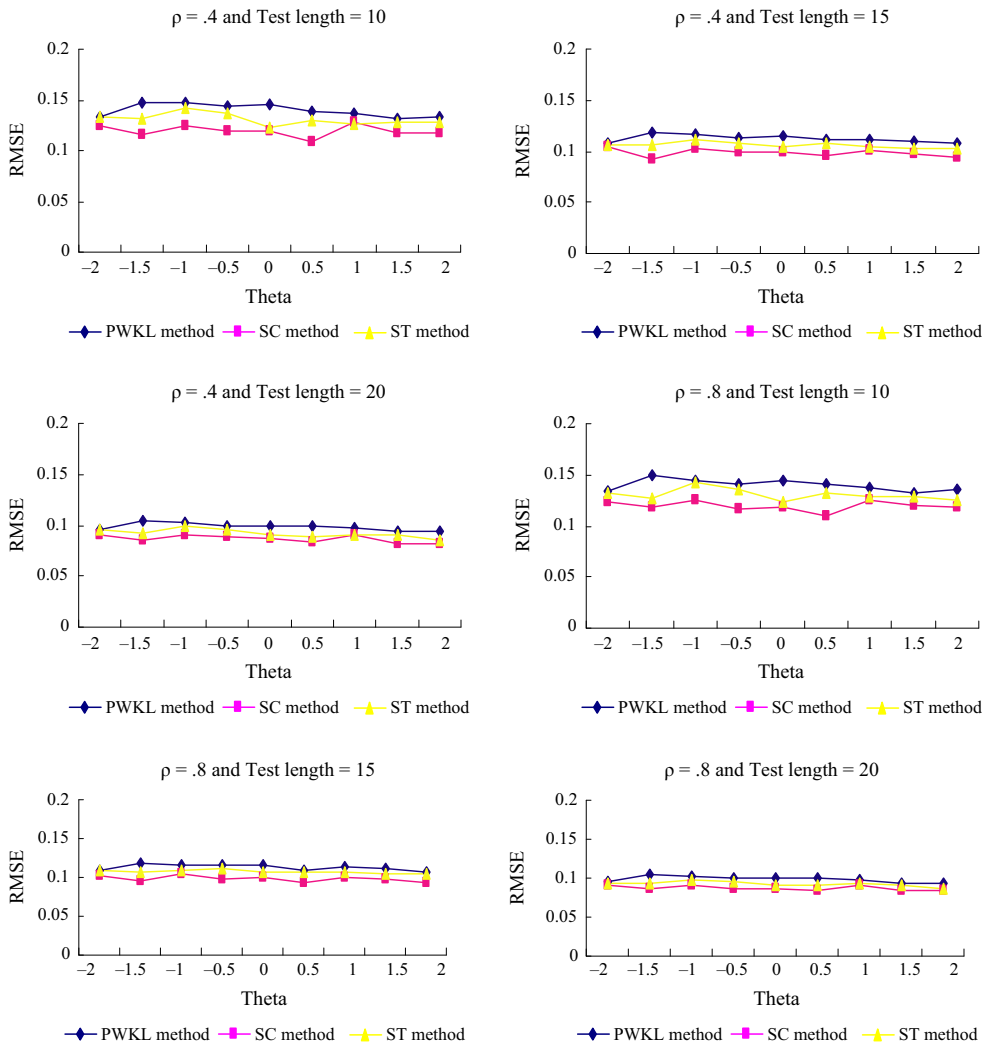 ρ = .4 and Test length = 10
0.2
0.15
0.1
0.05
0
RMSE
–2 –1.5 –1 –0.5 0 0.5 1 1.5 2
Theta
PWKL method SC method ST method
ρ = .4 and Test length = 15
0.2
0.15
0.1
0.05
0
RMSE
–2 –1.5 –1 –0.5 0 0.5 1 1.5 2
Theta
PWKL method SC method ST method
ρ = .4 and Test length = 20
0.2
0.15
0.1
0.05
0
RMSE
–2 –1.5 –1 –0.5 0 0.5 1 1.5 2
Theta
PWKL method SC method ST method
ρ = .8 and Test length = 10
0.2
0.15
0.1
0.05
0
RMSE
–2 –1.5 –1 –0.5 0 0.5 1 1.5 2
Theta
PWKL method SC method ST method
ρ = .8 and Test length = 15
0.2
0.15
0.1
0.05
0
RMSE
–2 –1.5 –1 –0.5 0 0.5 1 1.5 2
Theta
PWKL method SC method ST method
ρ = .8 and Test length = 20
0.2
0.15
0.1
0.05
0
RMSE
–2 –1.5 –1 –0.5 0 0.5 1 1.5 2
Theta
PWKL method SC method ST method